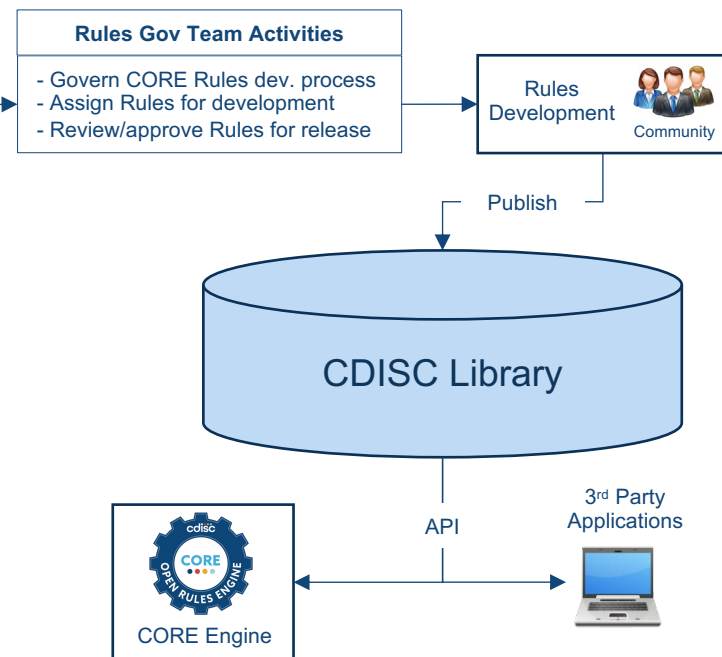 Rules Gov Team Activities
- Govern CORE Rules dev. process
- Assign Rules for development
- Review/approve Rules for release
Rules
Development
Community
Publish
CDISC Library
API
3rd Party
Applications
cdisc
CORE
OPEN RULES ENGINE
CORE Engine